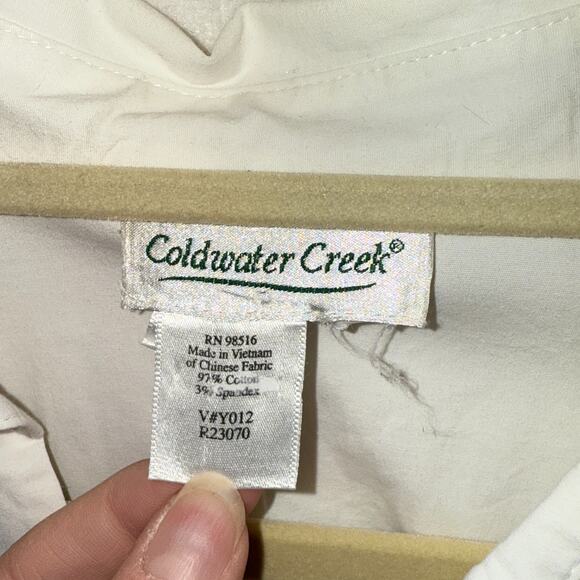 Coldwater Creek®
RN 98516
Made in Vietnam
of Chinese Fabric
97% Cotton
3% Spandex
V#Y012
R23070